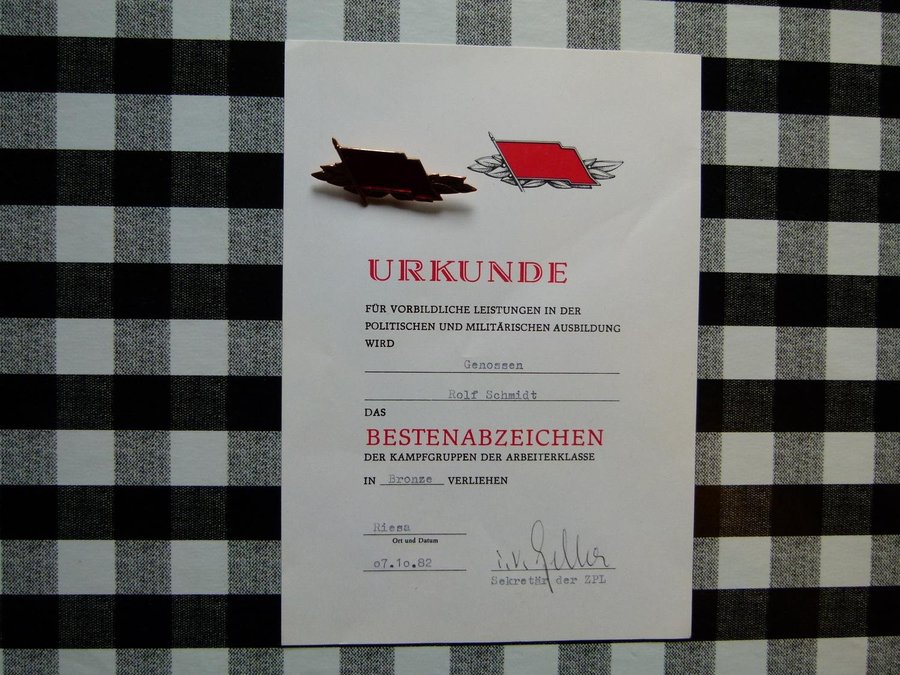 URKUNDE
FÜR VORBILDLICHE LEISTUNGEN IN DER
POLITISCHEN UND MILITÄRISCHEN AUSBILDUNG
WIRD
Genossen
Rolf Schmidt
DAS
BESTENABZEICHEN
DER KAMPFGRUPPEN DER ARBEITERKLASSE
IN Bronze VERLIEHEN
Riesa
Ort und Datum
o7.1o.82
i.V.
Sekretär der ZPL